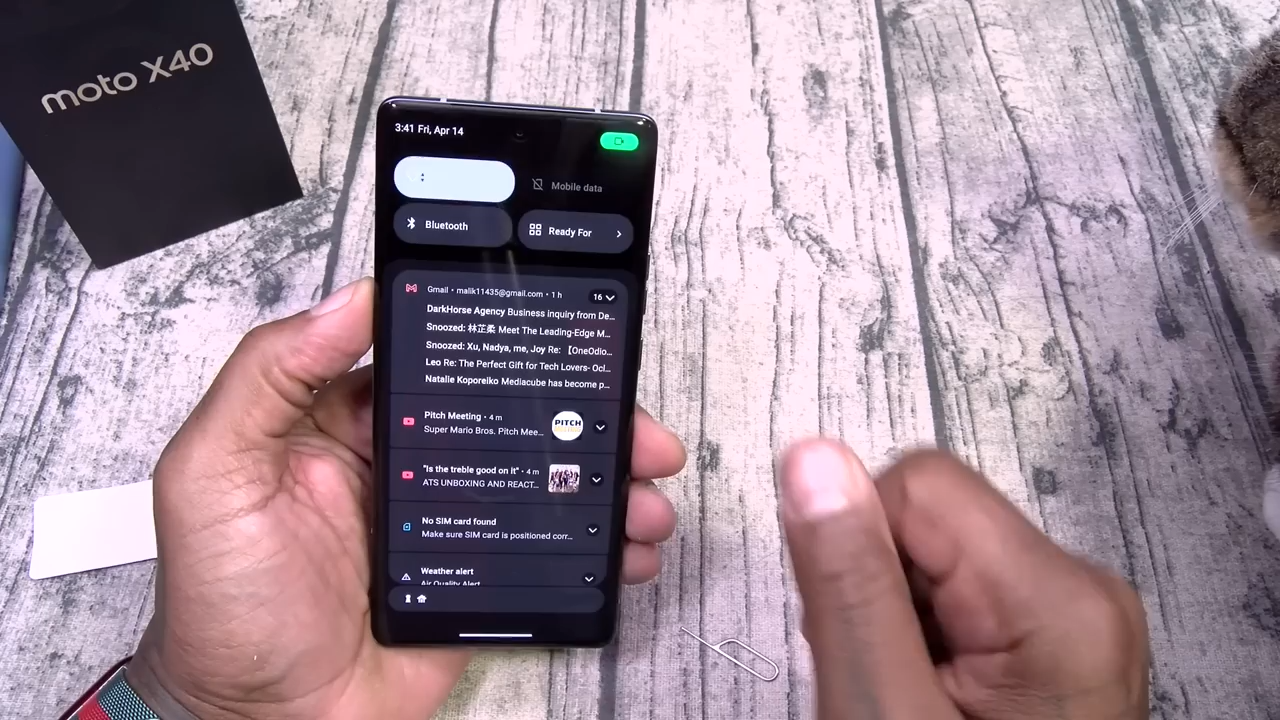 moto X40
3:41 Fri, Apr 14
Mobile data
Bluetooth
Ready For
Gmail • malik11435@gmail.com • 1 h
16
DarkHorse Agency Business inquiry from De...
Snoozed: 林芷柔 Meet The Leading-Edge M...
Snoozed: Xu, Nadya, me, Joy Re: 【OneOdio...
Leo Re: The Perfect Gift for Tech Lovers- Ocl...
Natalie Koporeiko Mediacube has become p...
Pitch Meeting • 4 m
Super Mario Bros. Pitch Mee...
PITCH
"Is the treble good on it" • 4 m
ATS UNBOXING AND REACT...
No SIM card found
Make sure SIM card is positioned corr...
Weather alert
Air Quality Alert